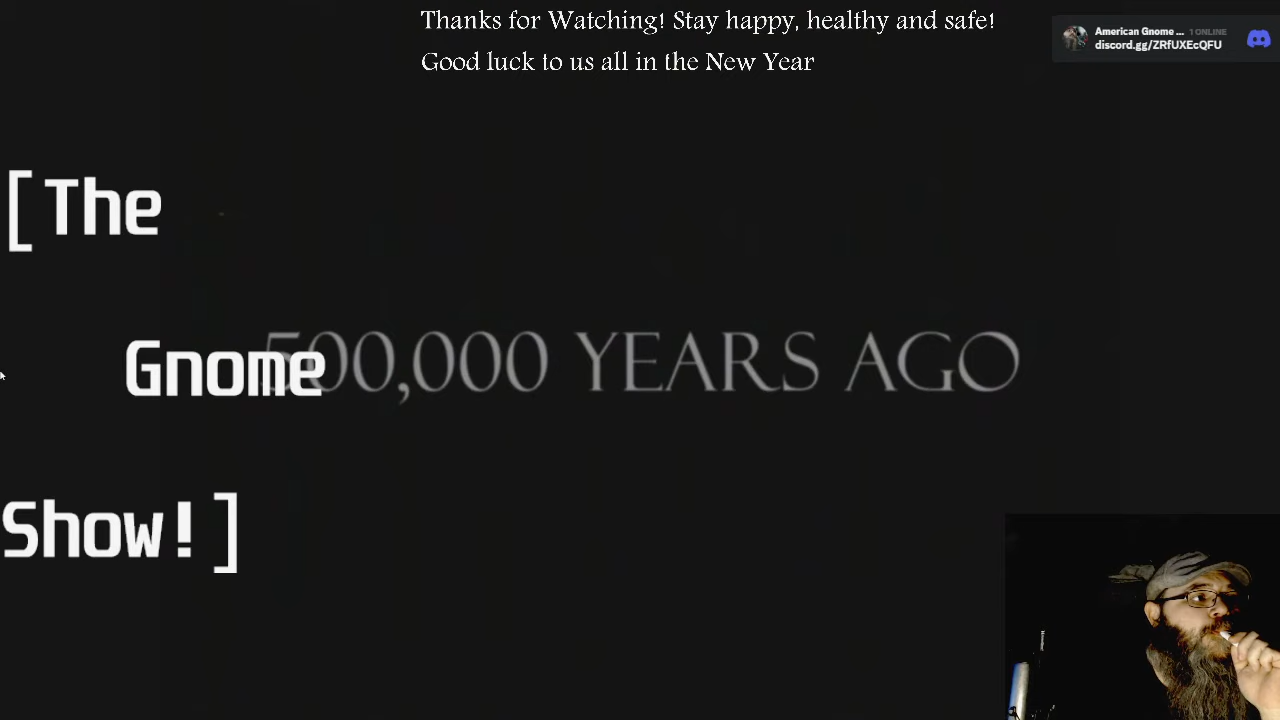 Thanks for Watching! Stay happy, healthy and safe!
Good luck to us all in the New Year
American Gnome ... 1 ONLINE
discord.gg/ZRfUXEcQFU
[The
Gnome
500,000 YEARS AGO
Show!]